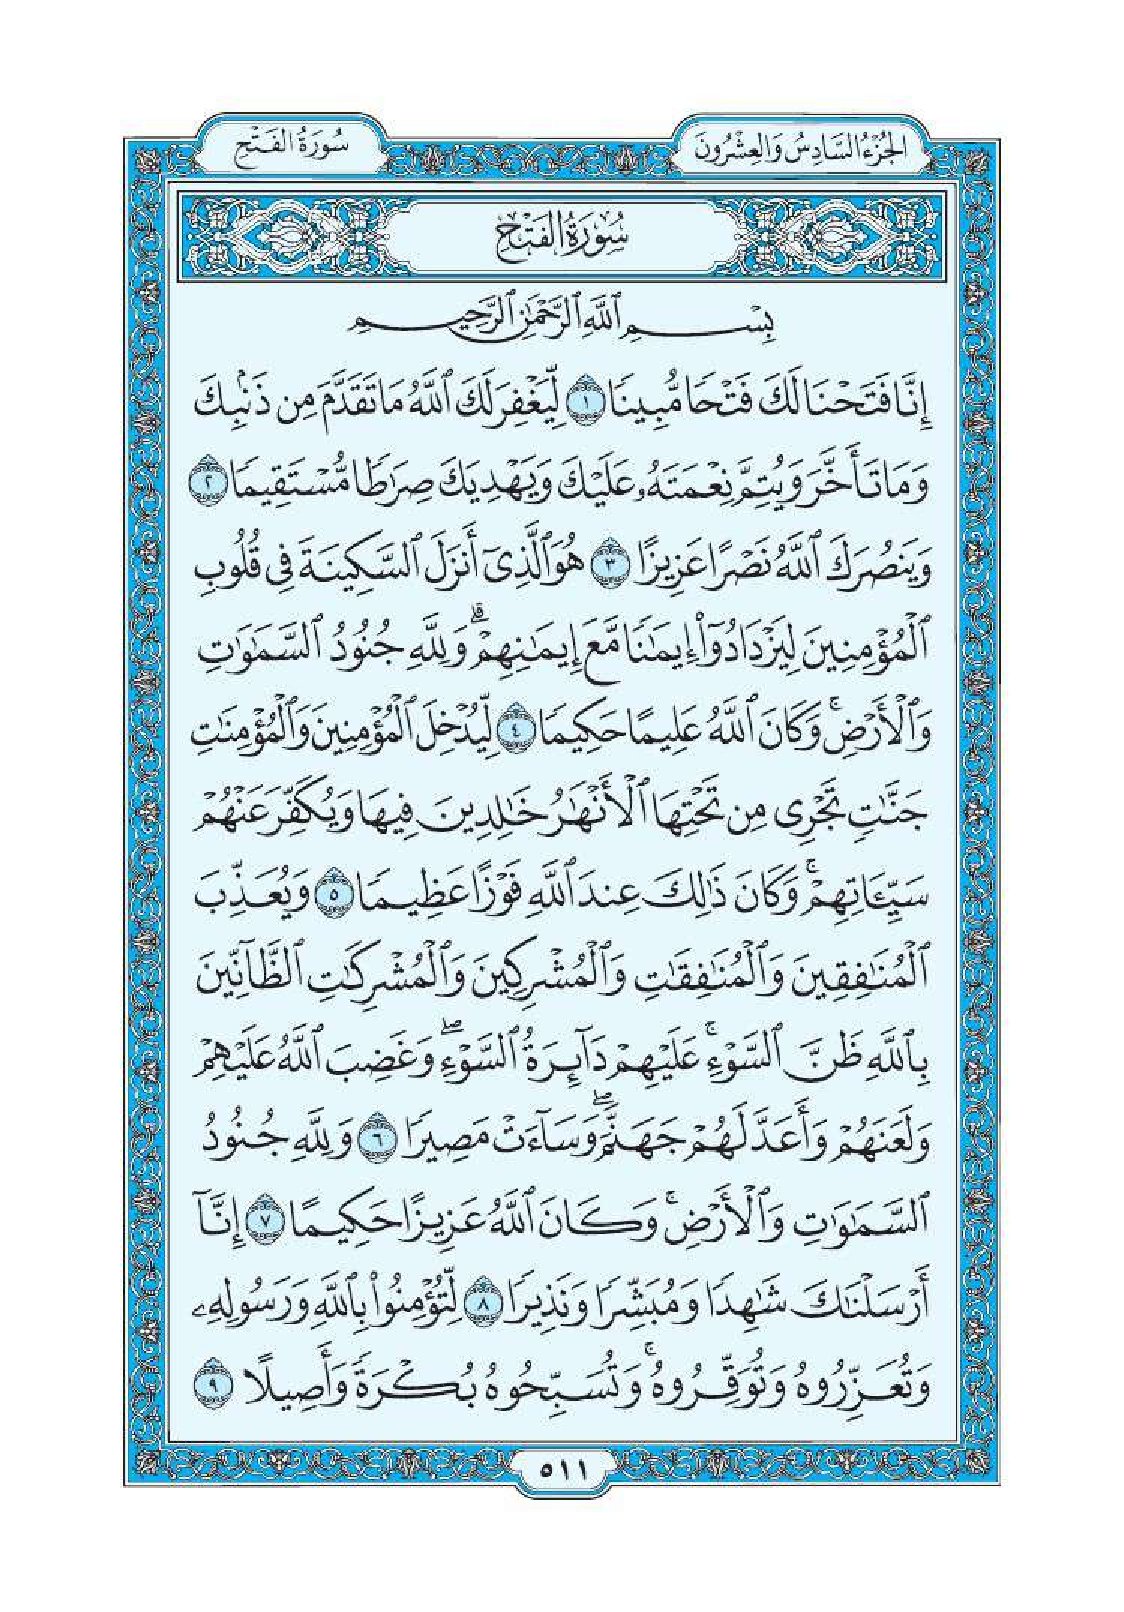 الجُزْءُ السَّادِسُ وَالعِشْرُونَ
سُورَةُ الفَتْحِ
سُورَةُ الفَتْحِ
بِسْمِ ٱللَّهِ ٱلرَّحْمَٰنِ ٱلرَّحِيمِ
إِنَّا فَتَحْنَا لَكَ فَتْحًا مُّبِينًا ١ لِّيَغْفِرَ لَكَ ٱللَّهُ مَا تَقَدَّمَ مِن ذَنۢبِكَ
وَمَا تَأَخَّرَ وَيُتِمَّ نِعْمَتَهُۥ عَلَيْكَ وَيَهْدِيَكَ صِرَٰطًا مُّسْتَقِيمًا ٢
وَيَنصُرَكَ ٱللَّهُ نَصْرًا عَزِيزًا ٣ هُوَ ٱلَّذِىٓ أَنزَلَ ٱلسَّكِينَةَ فِى قُلُوبِ
ٱلْمُؤْمِنِينَ لِيَزْدَادُوٓا۟ إِيمَٰنًا مَّعَ إِيمَٰنِهِمْ ۗ وَلِلَّهِ جُنُودُ ٱلسَّمَٰوَٰتِ
وَٱلْأَرْضِ ۚ وَكَانَ ٱللَّهُ عَلِيمًا حَكِيمًا ٤ لِّيُدْخِلَ ٱلْمُؤْمِنِينَ وَٱلْمُؤْمِنَٰتِ
جَنَّٰتٍ تَجْرِى مِن تَحْتِهَا ٱلْأَنْهَٰرُ خَٰلِدِينَ فِيهَا وَيُكَفِّرَ عَنْهُمْ
سَيِّـَٔاتِهِمْ ۚ وَكَانَ ذَٰلِكَ عِندَ ٱللَّهِ فَوْزًا عَظِيمًا ٥ وَيُعَذِّبَ
ٱلْمُنَٰفِقِينَ وَٱلْمُنَٰفِقَٰتِ وَٱلْمُشْرِكِينَ وَٱلْمُشْرِكَٰتِ ٱلظَّآنِّينَ
بِٱللَّهِ ظَنَّ ٱلسَّوْءِ ۚ عَلَيْهِمْ دَآئِرَةُ ٱلسَّوْءِ ۖ وَغَضِبَ ٱللَّهُ عَلَيْهِمْ
وَلَعَنَهُمْ وَأَعَدَّ لَهُمْ جَهَنَّمَ ۖ وَسَآءَتْ مَصِيرًا ٦ وَلِلَّهِ جُنُودُ
ٱلسَّمَٰوَٰتِ وَٱلْأَرْضِ ۚ وَكَانَ ٱللَّهُ عَزِيزًا حَكِيمًا ٧ إِنَّآ
أَرْسَلْنَٰكَ شَٰهِدًا وَمُبَشِّرًا وَنَذِيرًا ٨ لِّتُؤْمِنُوا۟ بِٱللَّهِ وَرَسُولِهِۦ
وَتُعَزِّرُوهُ وَتُوَقِّرُوهُ ۚ وَتُسَبِّحُوهُ بُكْرَةً وَأَصِيلًا ٩
٥١١